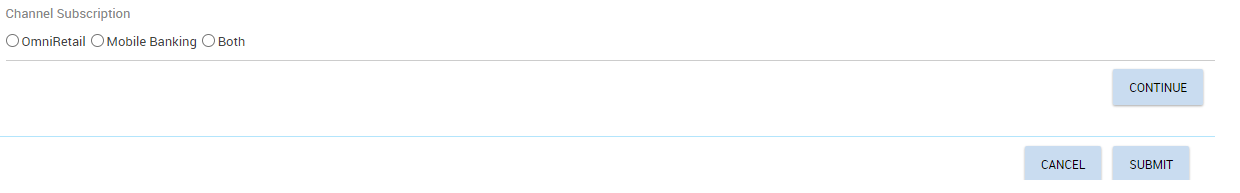 Channel Subscription
OmniRetail Mobile Banking Both
CONTINUE
CANCEL SUBMIT